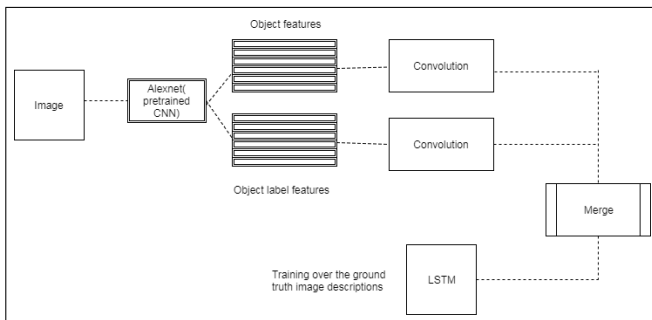 Object features
Image
Alexnet(
pretrained
CNN)
Convolution
Convolution
Object label features
Merge
Training over the ground
truth image descriptions
LSTM